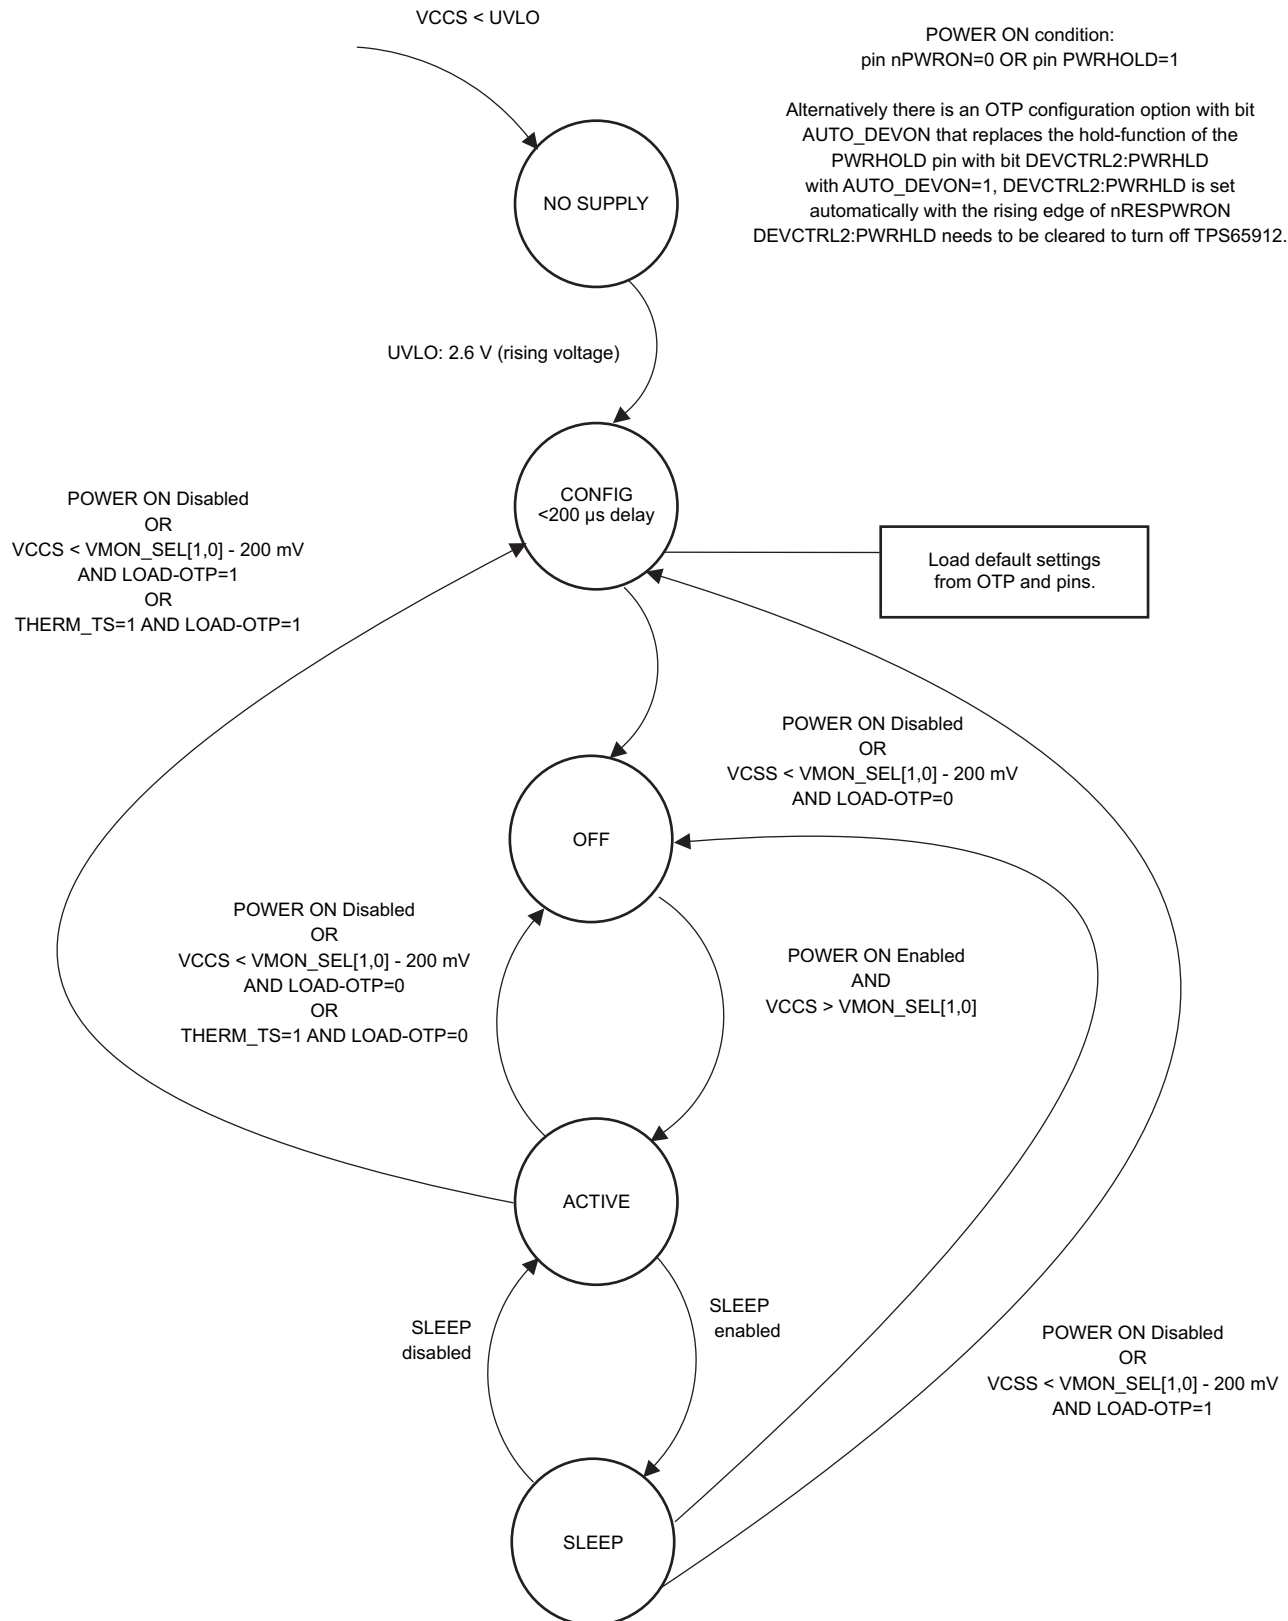 VCCS < UVLO
POWER ON condition:
pin nPWRON=0 OR pin PWRHOLD=1
Alternatively there is an OTP configuration option with bit
AUTO_DEVON that replaces the hold-function of the
PWRHOLD pin with bit DEVCTRL2:PWRHLD
with AUTO_DEVON=1, DEVCTRL2:PWRHLD is set
automatically with the rising edge of nRESPWRON
DEVCTRL2:PWRHLD needs to be cleared to turn off TPS65912.
NO SUPPLY
UVLO: 2.6 V (rising voltage)
CONFIG
<200 µs delay
POWER ON Disabled
OR
VCCS < VMON_SEL[1,0] - 200 mV
AND LOAD-OTP=1
OR
THERM_TS=1 AND LOAD-OTP=1
Load default settings
from OTP and pins.
POWER ON Disabled
OR
VCSS < VMON_SEL[1,0] - 200 mV
AND LOAD-OTP=0
OFF
POWER ON Disabled
OR
VCCS < VMON_SEL[1,0] - 200 mV
AND LOAD-OTP=0
OR
THERM_TS=1 AND LOAD-OTP=0
POWER ON Enabled
AND
VCCS > VMON_SEL[1,0]
ACTIVE
SLEEP
disabled
SLEEP
enabled
POWER ON Disabled
OR
VCSS < VMON_SEL[1,0] - 200 mV
AND LOAD-OTP=1
SLEEP